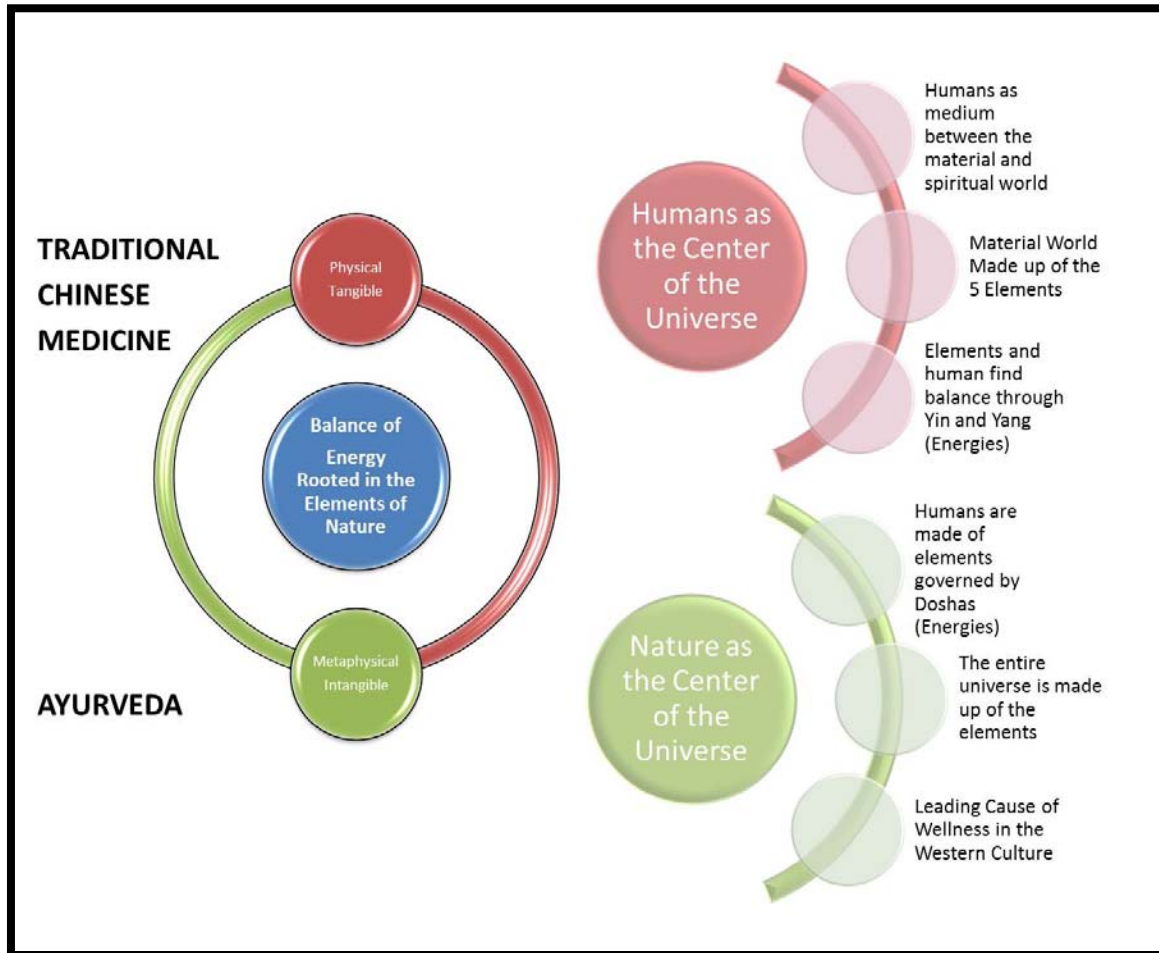 TRADITIONAL
CHINESE
MEDICINE
AYURVEDA
Physical
Tangible
Balance of
Energy
Rooted in the
Elements of
Nature
Metaphysical
Intangible
Humans as
the Center
of the
Universe
Humans as
medium
between the
material and
spiritual world
Material World
Made up of the
5 Elements
Elements and
human find
balance through
Yin and Yang
(Energies)
Nature as
the Center
of the
Universe
Humans are
made of
elements
governed by
Doshas
(Energies)
The entire
universe is made
up of the
elements
Leading Cause of
Wellness in the
Western Culture